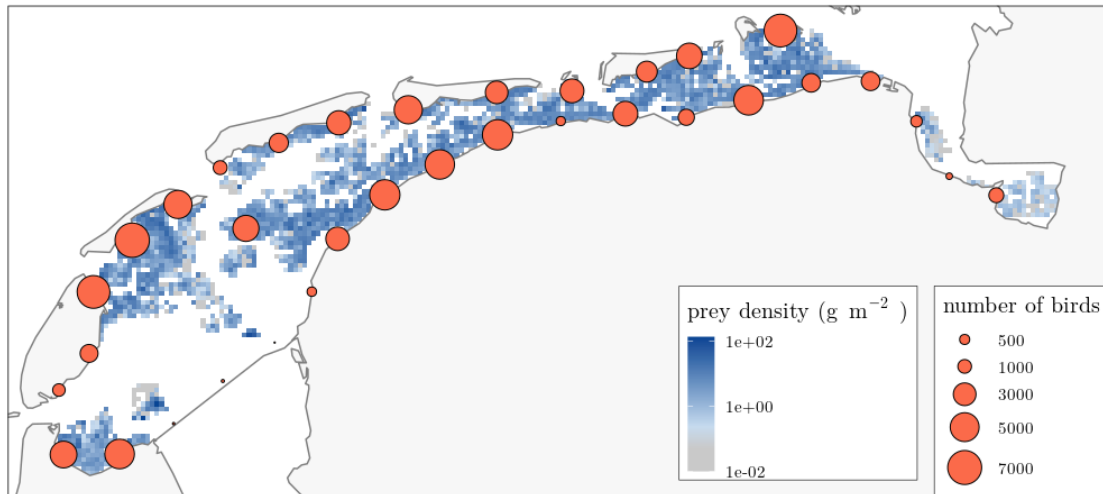 prey density (g m⁻² )
1e+02
1e+00
1e-02
number of birds
500
1000
3000
5000
7000